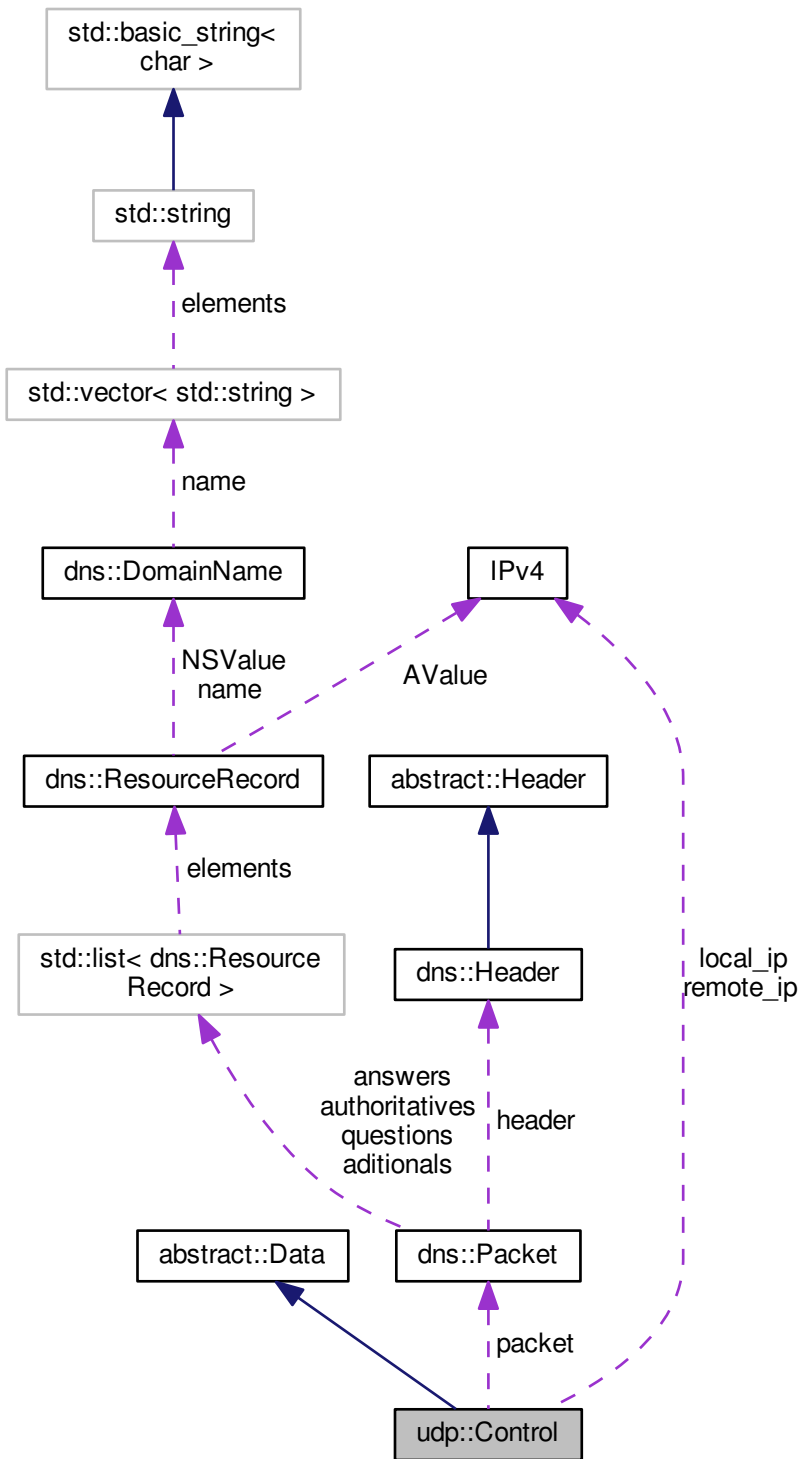 std::basic_string<
char >
std::string
elements
std::vector< std::string >
name
dns::DomainName
IPv4
NSValue
name
AValue
dns::ResourceRecord
abstract::Header
elements
std::list< dns::Resource
Record >
dns::Header
local_ip
remote_ip
answers
authoritatives
questions
aditionals
header
abstract::Data
dns::Packet
packet
udp::Control